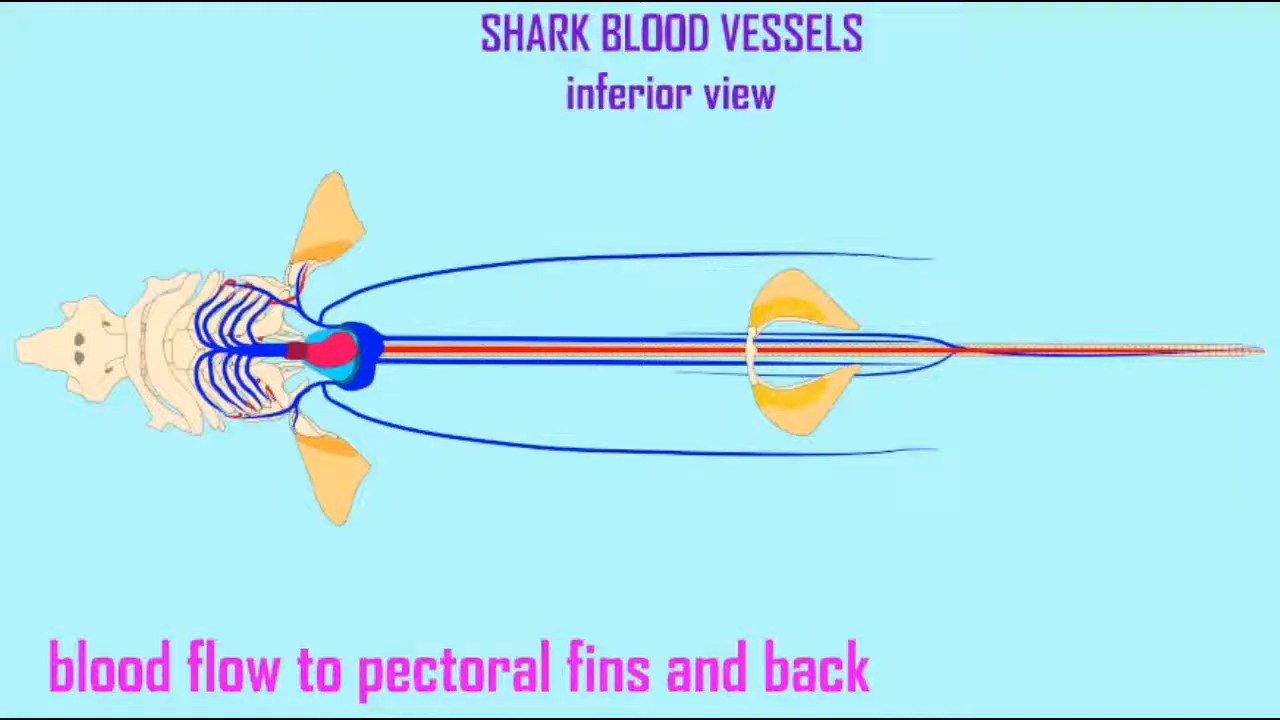 SHARK BLOOD VESSELS
inferior view
blood flow to pectoral fins and back